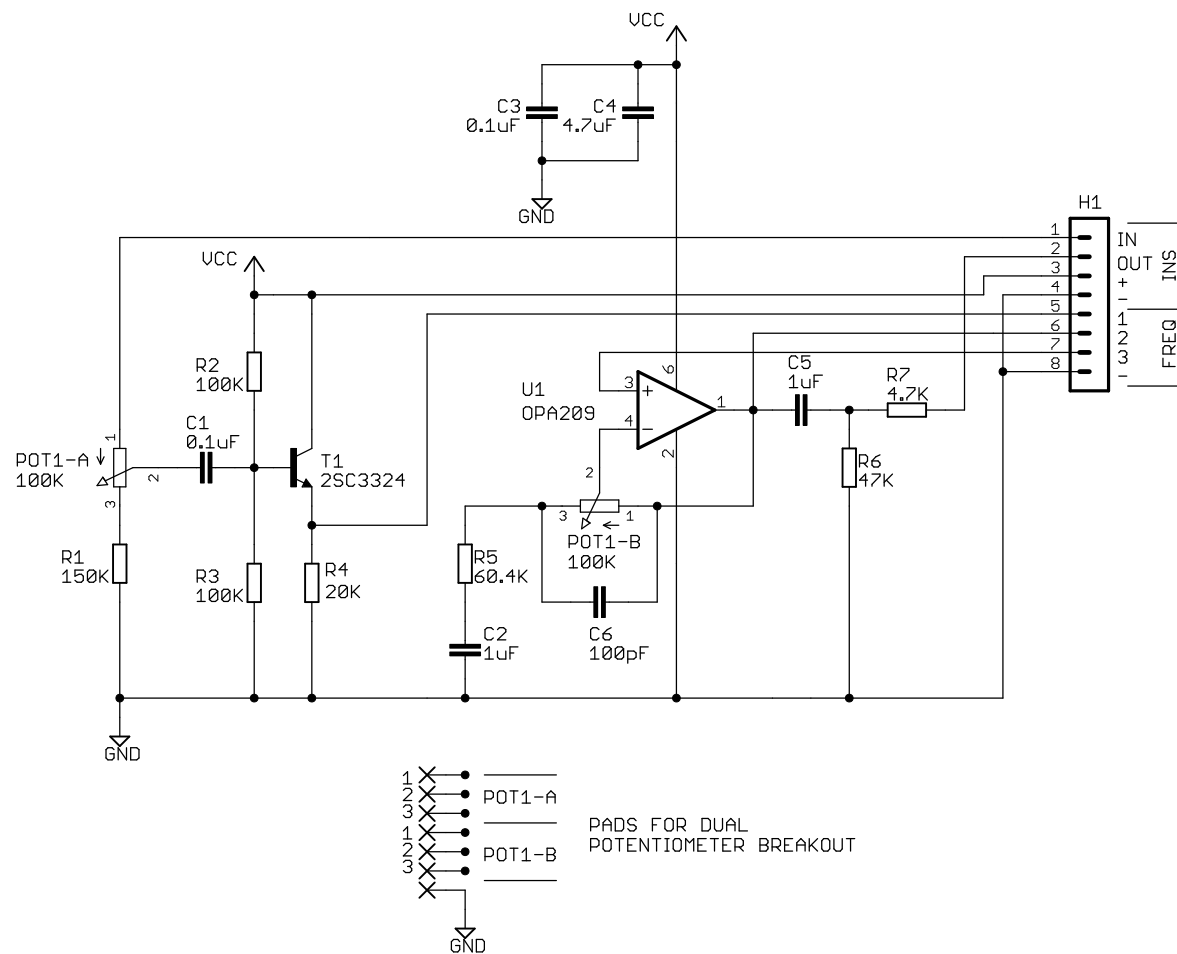 VCC
C3
0.1uF
C4
4.7uF
GND
H1
1
2
3
4
5
6
7
8
IN
OUT
+
-
INS
1
2
3
-
FREQ
VCC
R2
100K
C1
0.1uF
POT1-A
100K
1
2
3
T1
2SC3324
R1
150K
R3
100K
R4
20K
GND
U1
OPA209
3
+
4
-
6
1
2
C5
1uF
R7
4.7K
R6
47K
2
3
1
POT1-B
100K
R5
60.4K
C2
1uF
C6
100pF
1
2
3
POT1-A
1
2
3
POT1-B
GND
PADS FOR DUAL
POTENTIOMETER BREAKOUT